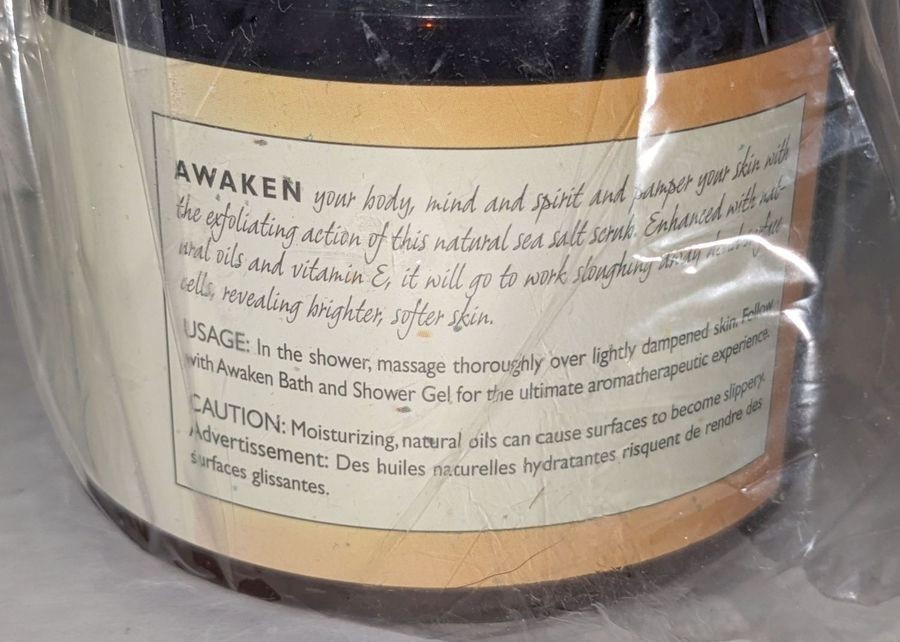 AWAKEN your body, mind and spirit and pamper your skin with
the exfoliating action of this natural sea salt scrub. Enhanced with nat-
ural oils and vitamin E, it will go to work sloughing away dead surface
cells, revealing brighter, softer skin.
USAGE: In the shower, massage thoroughly over lightly dampened skin. Follow
with Awaken Bath and Shower Gel for the ultimate aromatherapeutic experience.
CAUTION: Moisturizing, natural oils can cause surfaces to become slippery.
Advertissement: Des huiles naturelles hydratantes risquent de rendre des
surfaces glissantes.